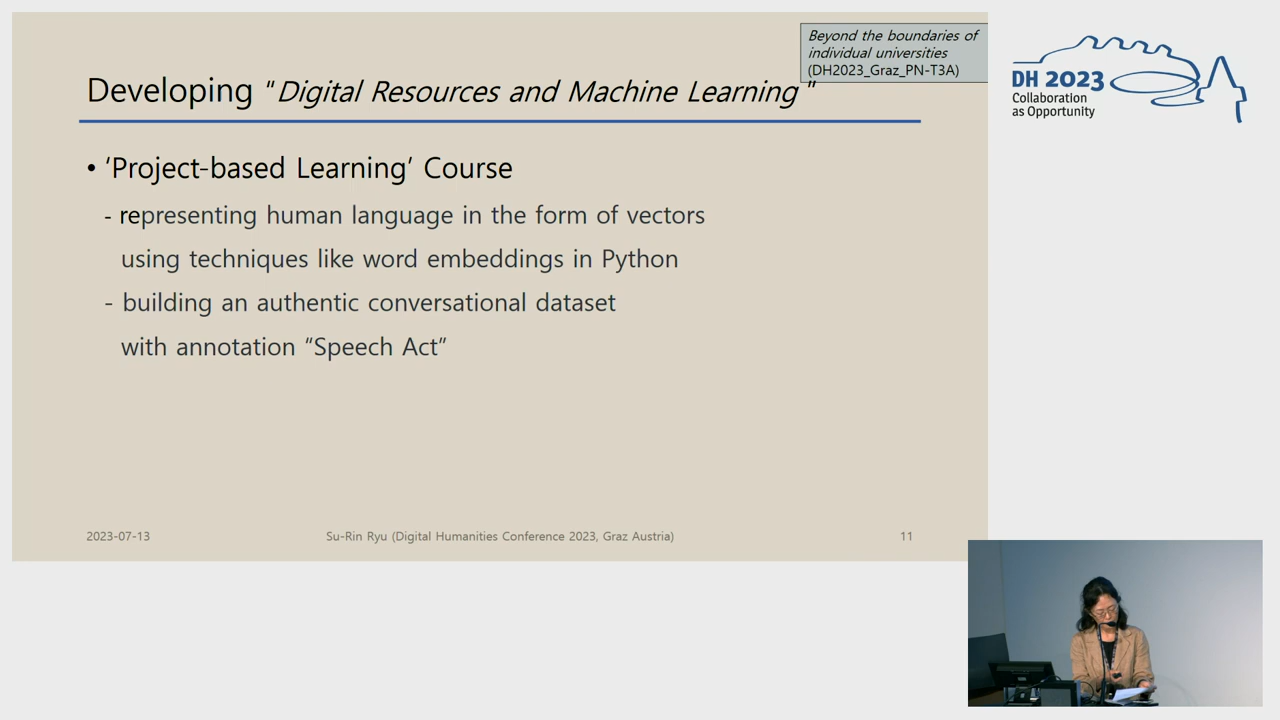 Beyond the boundaries of
individual universities
(DH2023_Graz_PN-T3A)
Developing "Digital Resources and Machine Learning"
• ‘Project-based Learning’ Course
- representing human language in the form of vectors
using techniques like word embeddings in Python
- building an authentic conversational dataset
with annotation “Speech Act”
2023-07-13 Su-Rin Ryu (Digital Humanities Conference 2023, Graz Austria) 11
DH 2023
Collaboration
as Opportunity